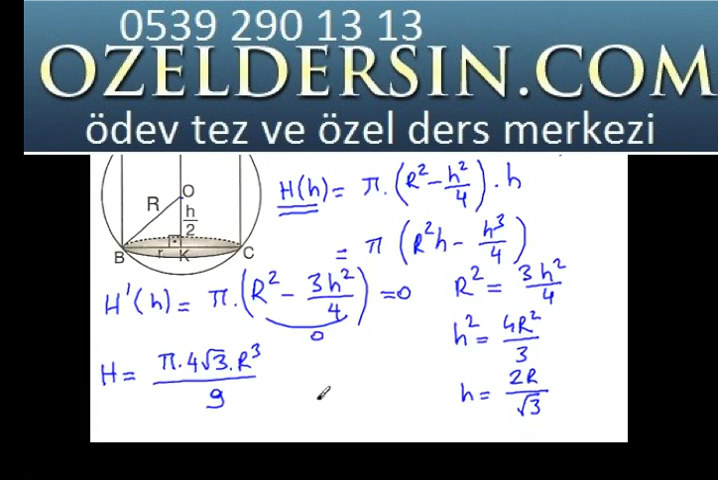 0539 290 13 13
OZELDERSIN.COM
ödev tez ve özel ders merkezi
O
R
h/2
B r K C
H(h) = π.(R² - h²/4).h
= π (R²h - h³/4)
H'(h) = π.(R² - 3h²/4) = 0
0
R² = 3h²/4
h² = 4R²/3
h = 2R/√3
H = π.4√3.R³/9